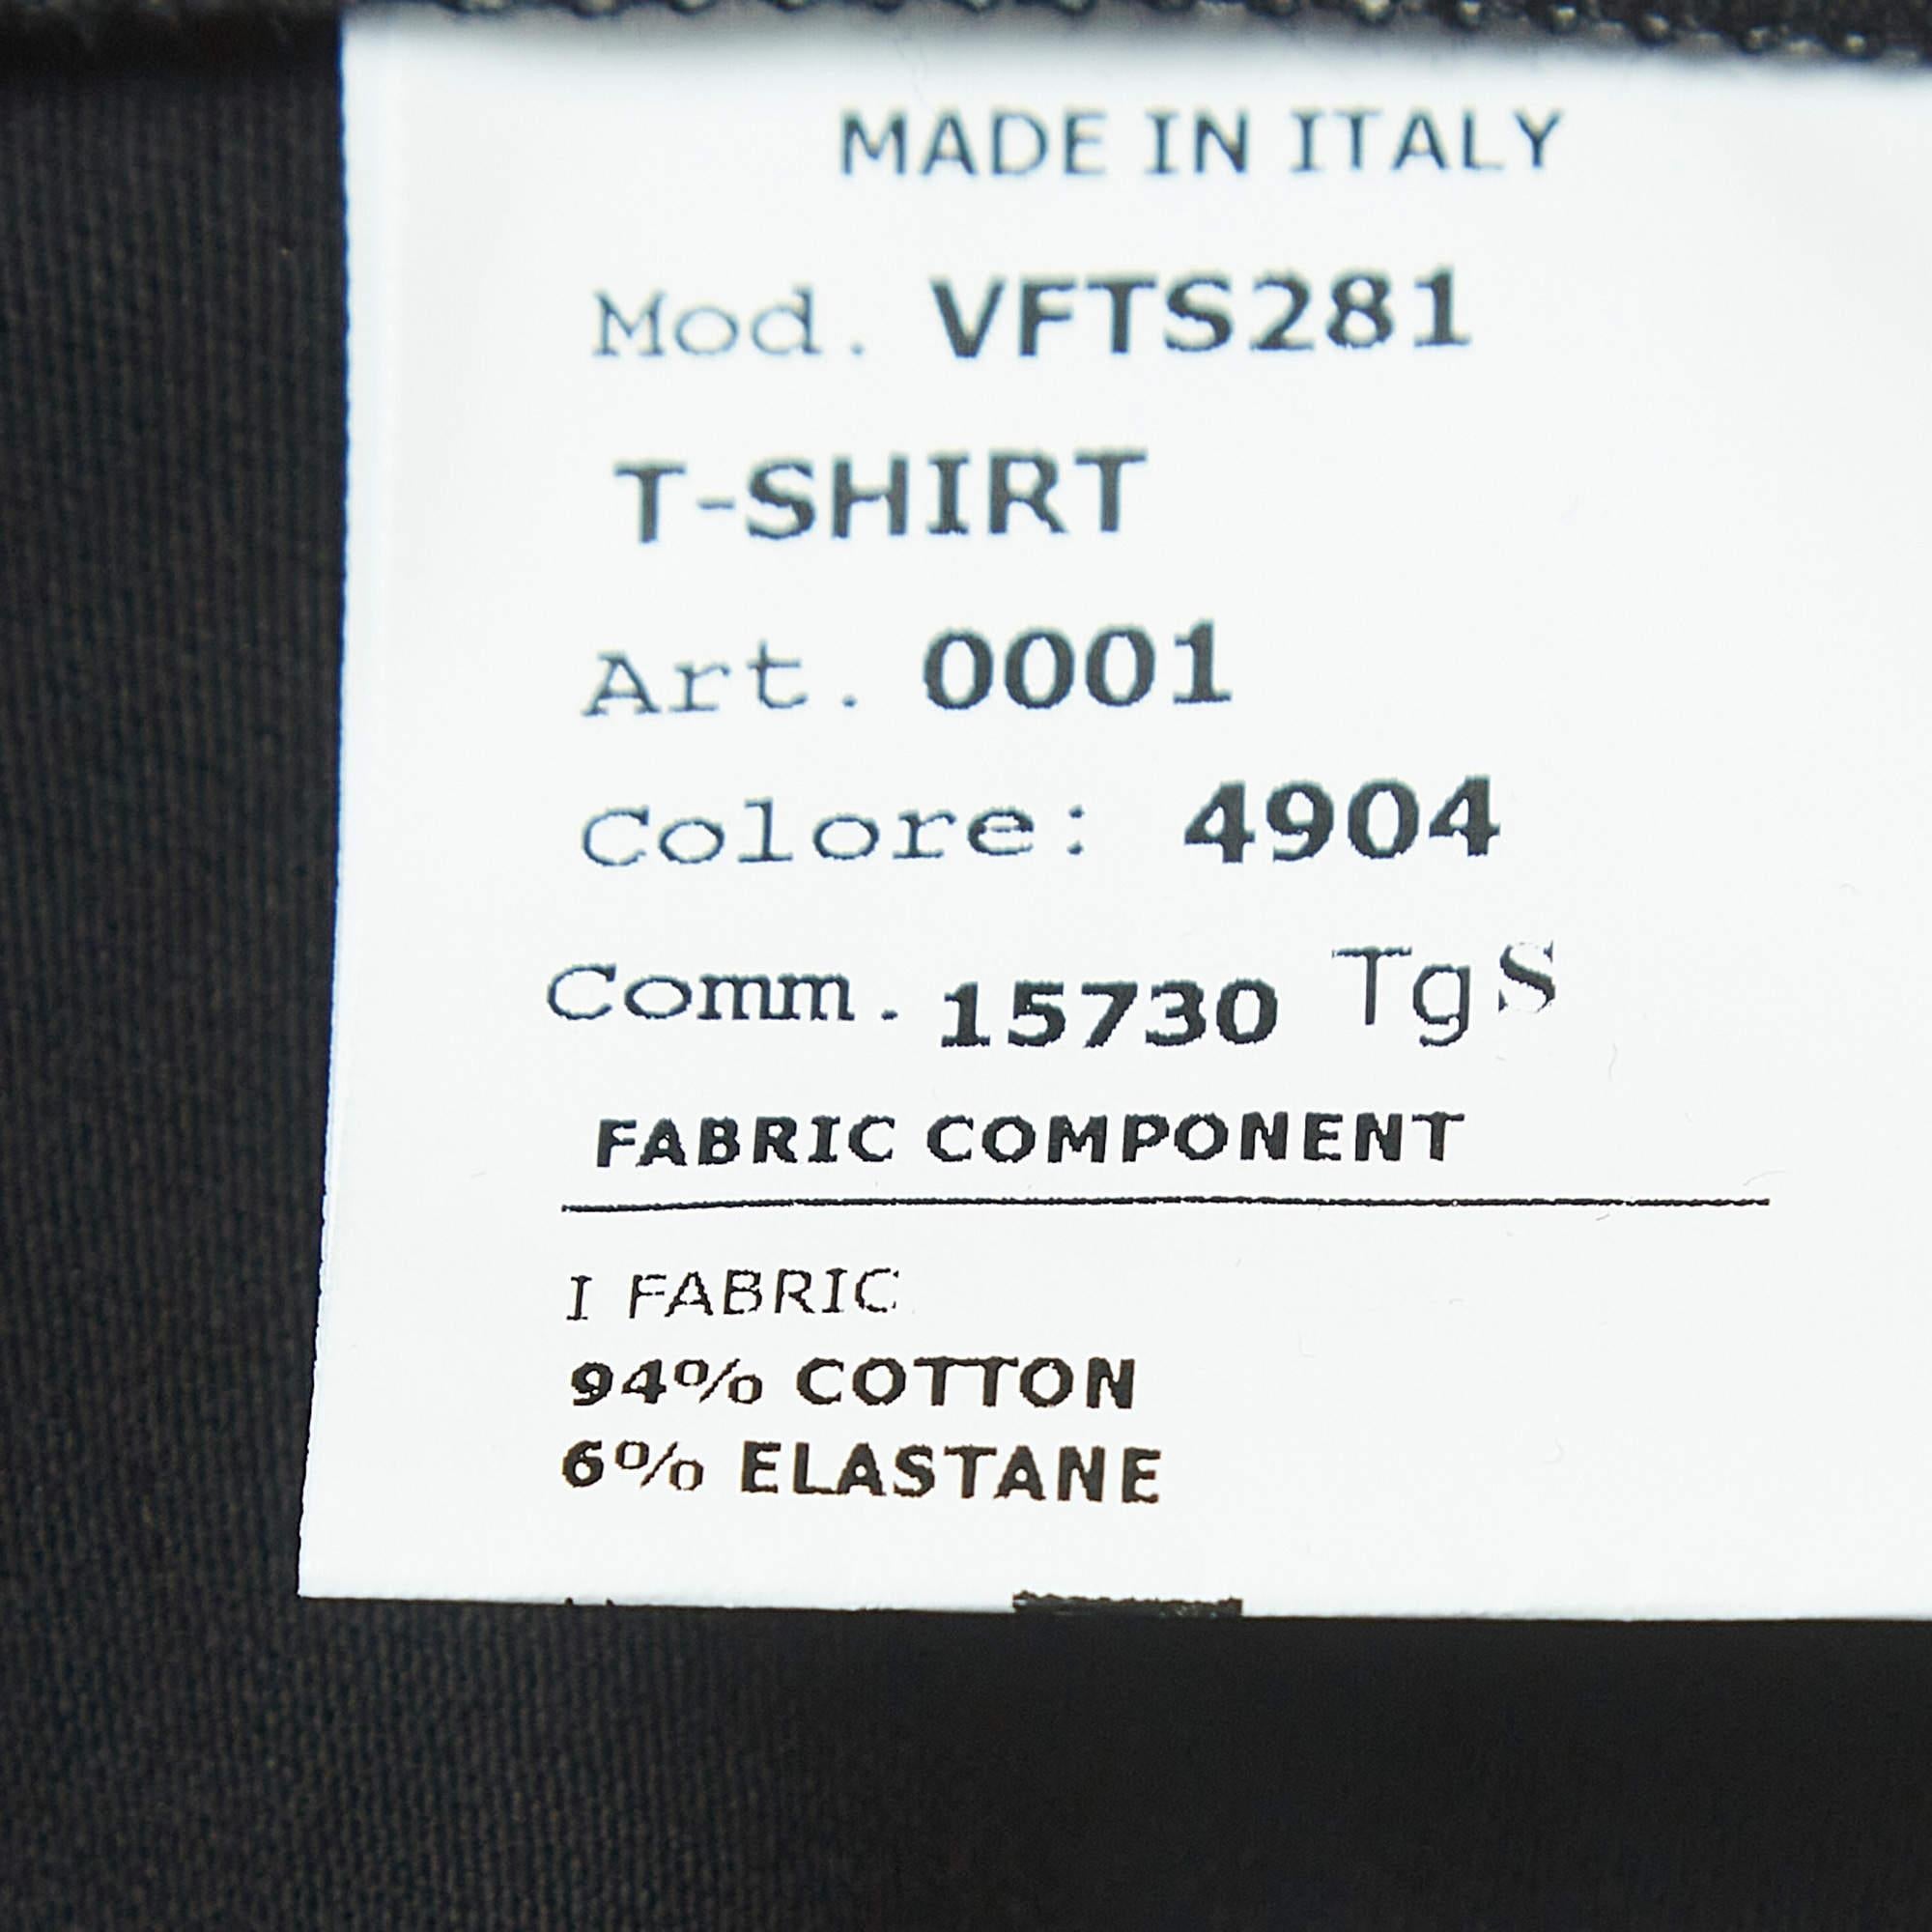 MADE IN ITALY
Mod. VFTS281
T-SHIRT
Art. 0001
Colore: 4904
Comm. 15730 Tg S
FABRIC COMPONENT
I FABRIC
94% COTTON
6% ELASTANE